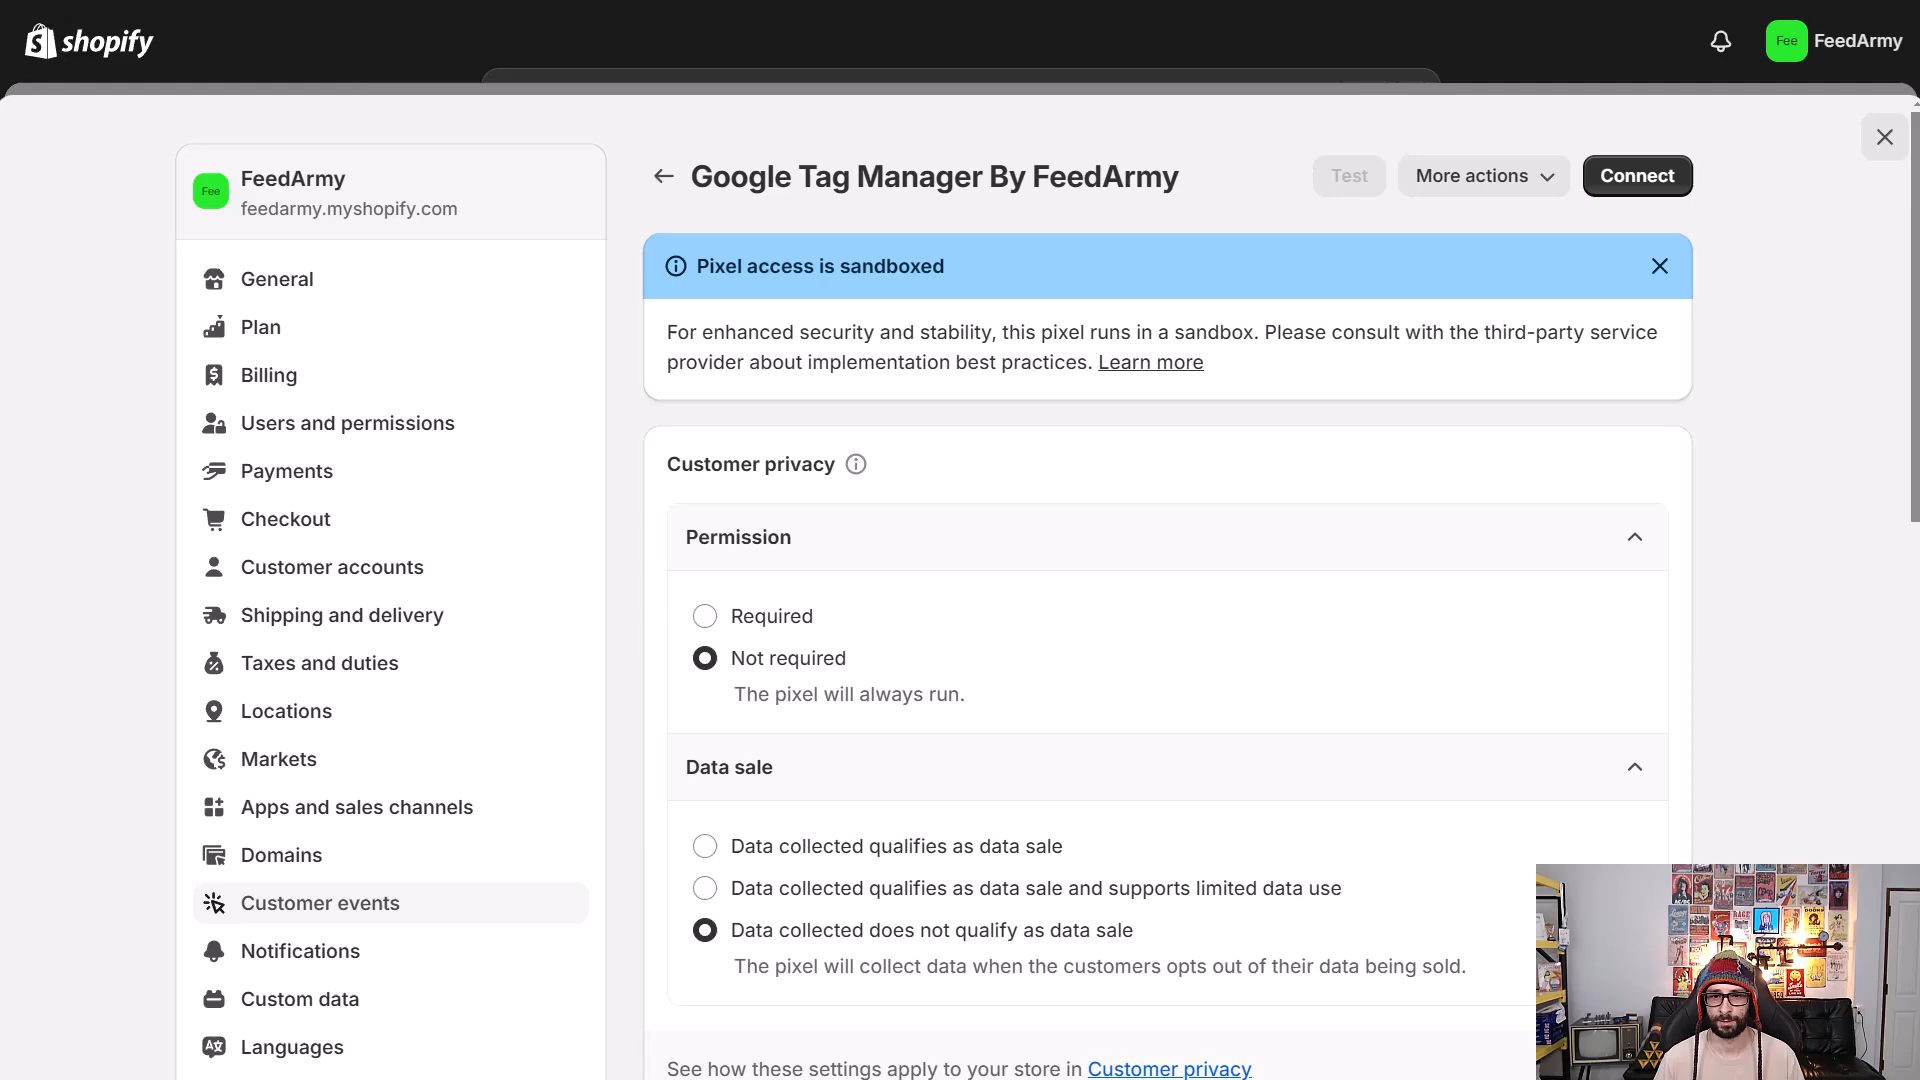 shopify
Fee FeedArmy
Fee FeedArmy
feedarmy.myshopify.com
General
Plan
Billing
Users and permissions
Payments
Checkout
Customer accounts
Shipping and delivery
Taxes and duties
Locations
Markets
Apps and sales channels
Domains
Customer events
Notifications
Custom data
Languages
Google Tag Manager By FeedArmy
Test More actions Connect
Pixel access is sandboxed
For enhanced security and stability, this pixel runs in a sandbox. Please consult with the third-party service
provider about implementation best practices. Learn more
Customer privacy
Permission
Required
Not required
The pixel will always run.
Data sale
Data collected qualifies as data sale
Data collected qualifies as data sale and supports limited data use
Data collected does not qualify as data sale
The pixel will collect data when the customers opts out of their data being sold.
See how these settings apply to your store in Customer privacy